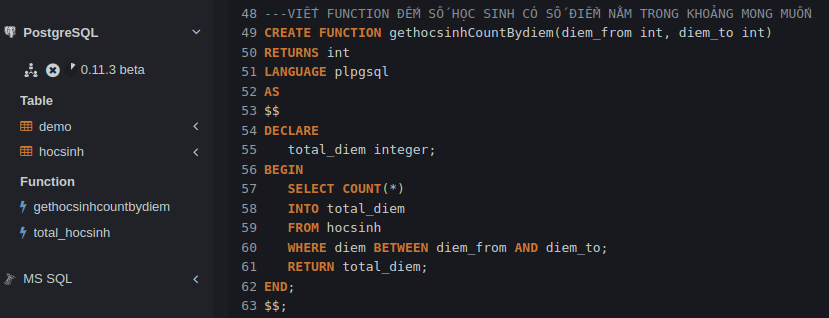 PostgreSQL
0.11.3 beta
Table
demo
hocsinh
Function
gethocsinhcountbydiem
total_hocsinh
MS SQL
48 ---VIẾT FUNCTION ĐẾM SỐ HỌC SINH CÓ SỐ ĐIỂM NẰM TRONG KHOẢNG MONG MUỐN
49 CREATE FUNCTION gethocsinhCountBydiem(diem_from int, diem_to int)
50 RETURNS int
51 LANGUAGE plpgsql
52 AS
53 $$
54 DECLARE
55 total_diem integer;
56 BEGIN
57 SELECT COUNT(*)
58 INTO total_diem
59 FROM hocsinh
60 WHERE diem BETWEEN diem_from AND diem_to;
61 RETURN total_diem;
62 END;
63 $$;